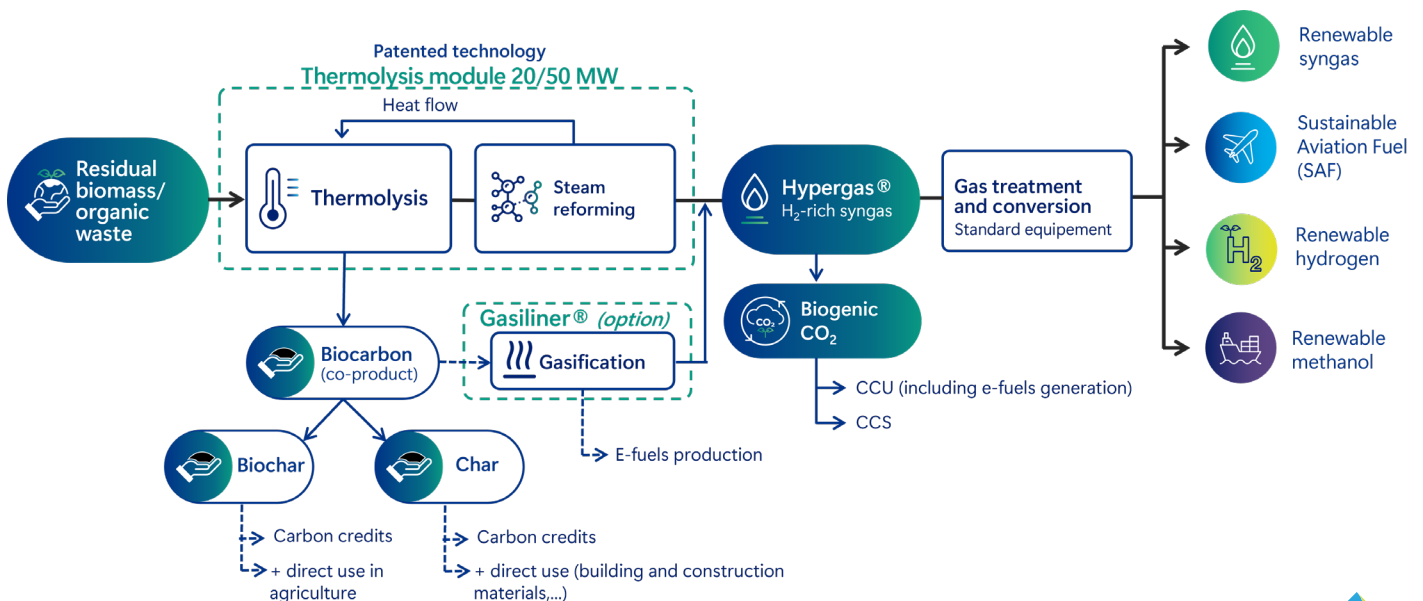 Patented technology
Thermolysis module 20/50 MW
Heat flow
Residual
biomass/
organic
waste
Thermolysis
Steam
reforming
Hypergas®
H₂-rich syngas
Gas treatment
and conversion
Standard equipement
Renewable
syngas
Sustainable
Aviation Fuel
(SAF)
H₂
Renewable
hydrogen
Renewable
methanol
CO₂
Biogenic
CO₂
CCU (including e-fuels generation)
CCS
Gasiliner® (option)
Gasification
E-fuels production
Biocarbon
(co-product)
Biochar
Char
Carbon credits
+ direct use in
agriculture
Carbon credits
+ direct use (building and construction
materials,...)